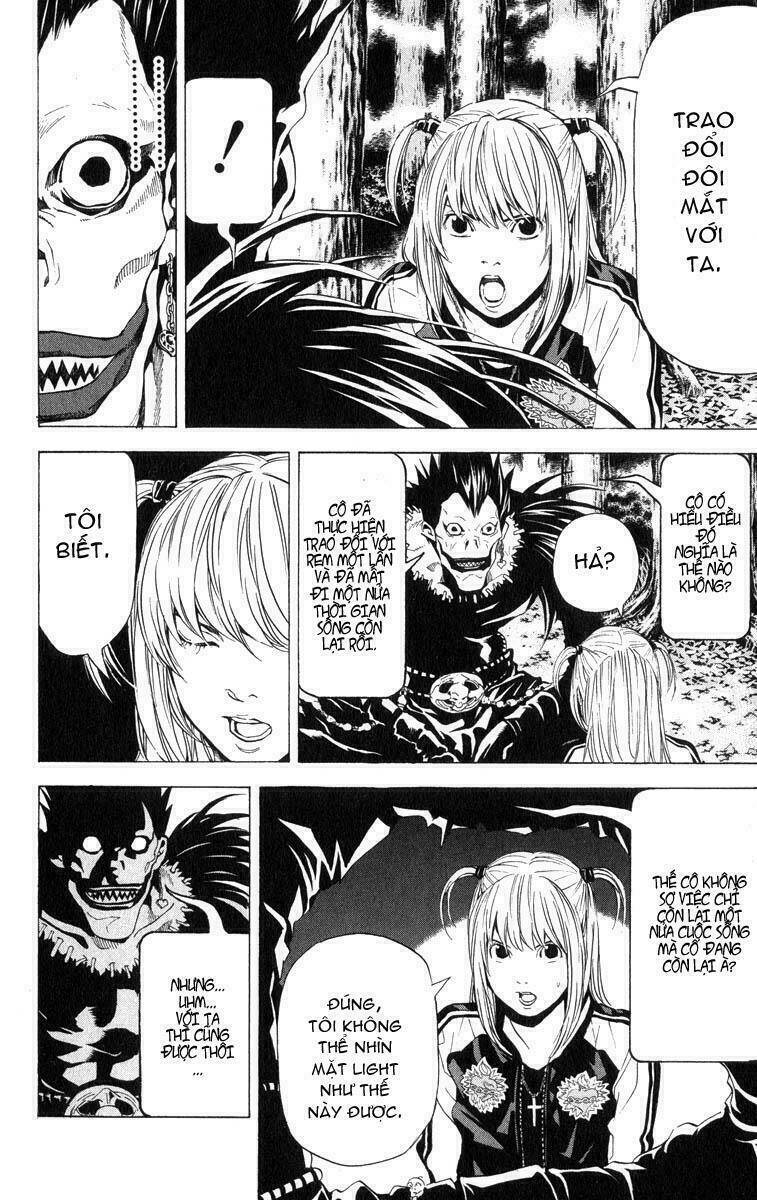 TRAO
ĐỔI
ĐÔI
MẮT
VỚI
TA.
!
CÔ CÓ
HIỂU ĐIỀU
ĐÓ
NGHĨA LÀ
THẾ NÀO
KHÔNG?
HẢ?
CÔ ĐÃ
THỰC HIỆN
TRAO ĐỔI VỚI
REM MỘT LẦN
VÀ ĐÃ MẤT
ĐI MỘT NỬA
THỜI GIAN
SỐNG CÒN
LẠI RỒI.
TÔI
BIẾT.
THẾ CÔ KHÔNG
SỢ VIỆC CHỈ
CÒN LẠI MỘT
NỬA CUỘC SỐNG
MÀ CÔ ĐANG
CÒN LẠI À?
ĐÚNG,
TÔI KHÔNG
THỂ NHÌN
MẶT LIGHT
NHƯ THẾ
NÀY ĐƯỢC.
NHƯNG...
UHM...
VỚI TA
THÌ CŨNG
ĐƯỢC THÔI
...